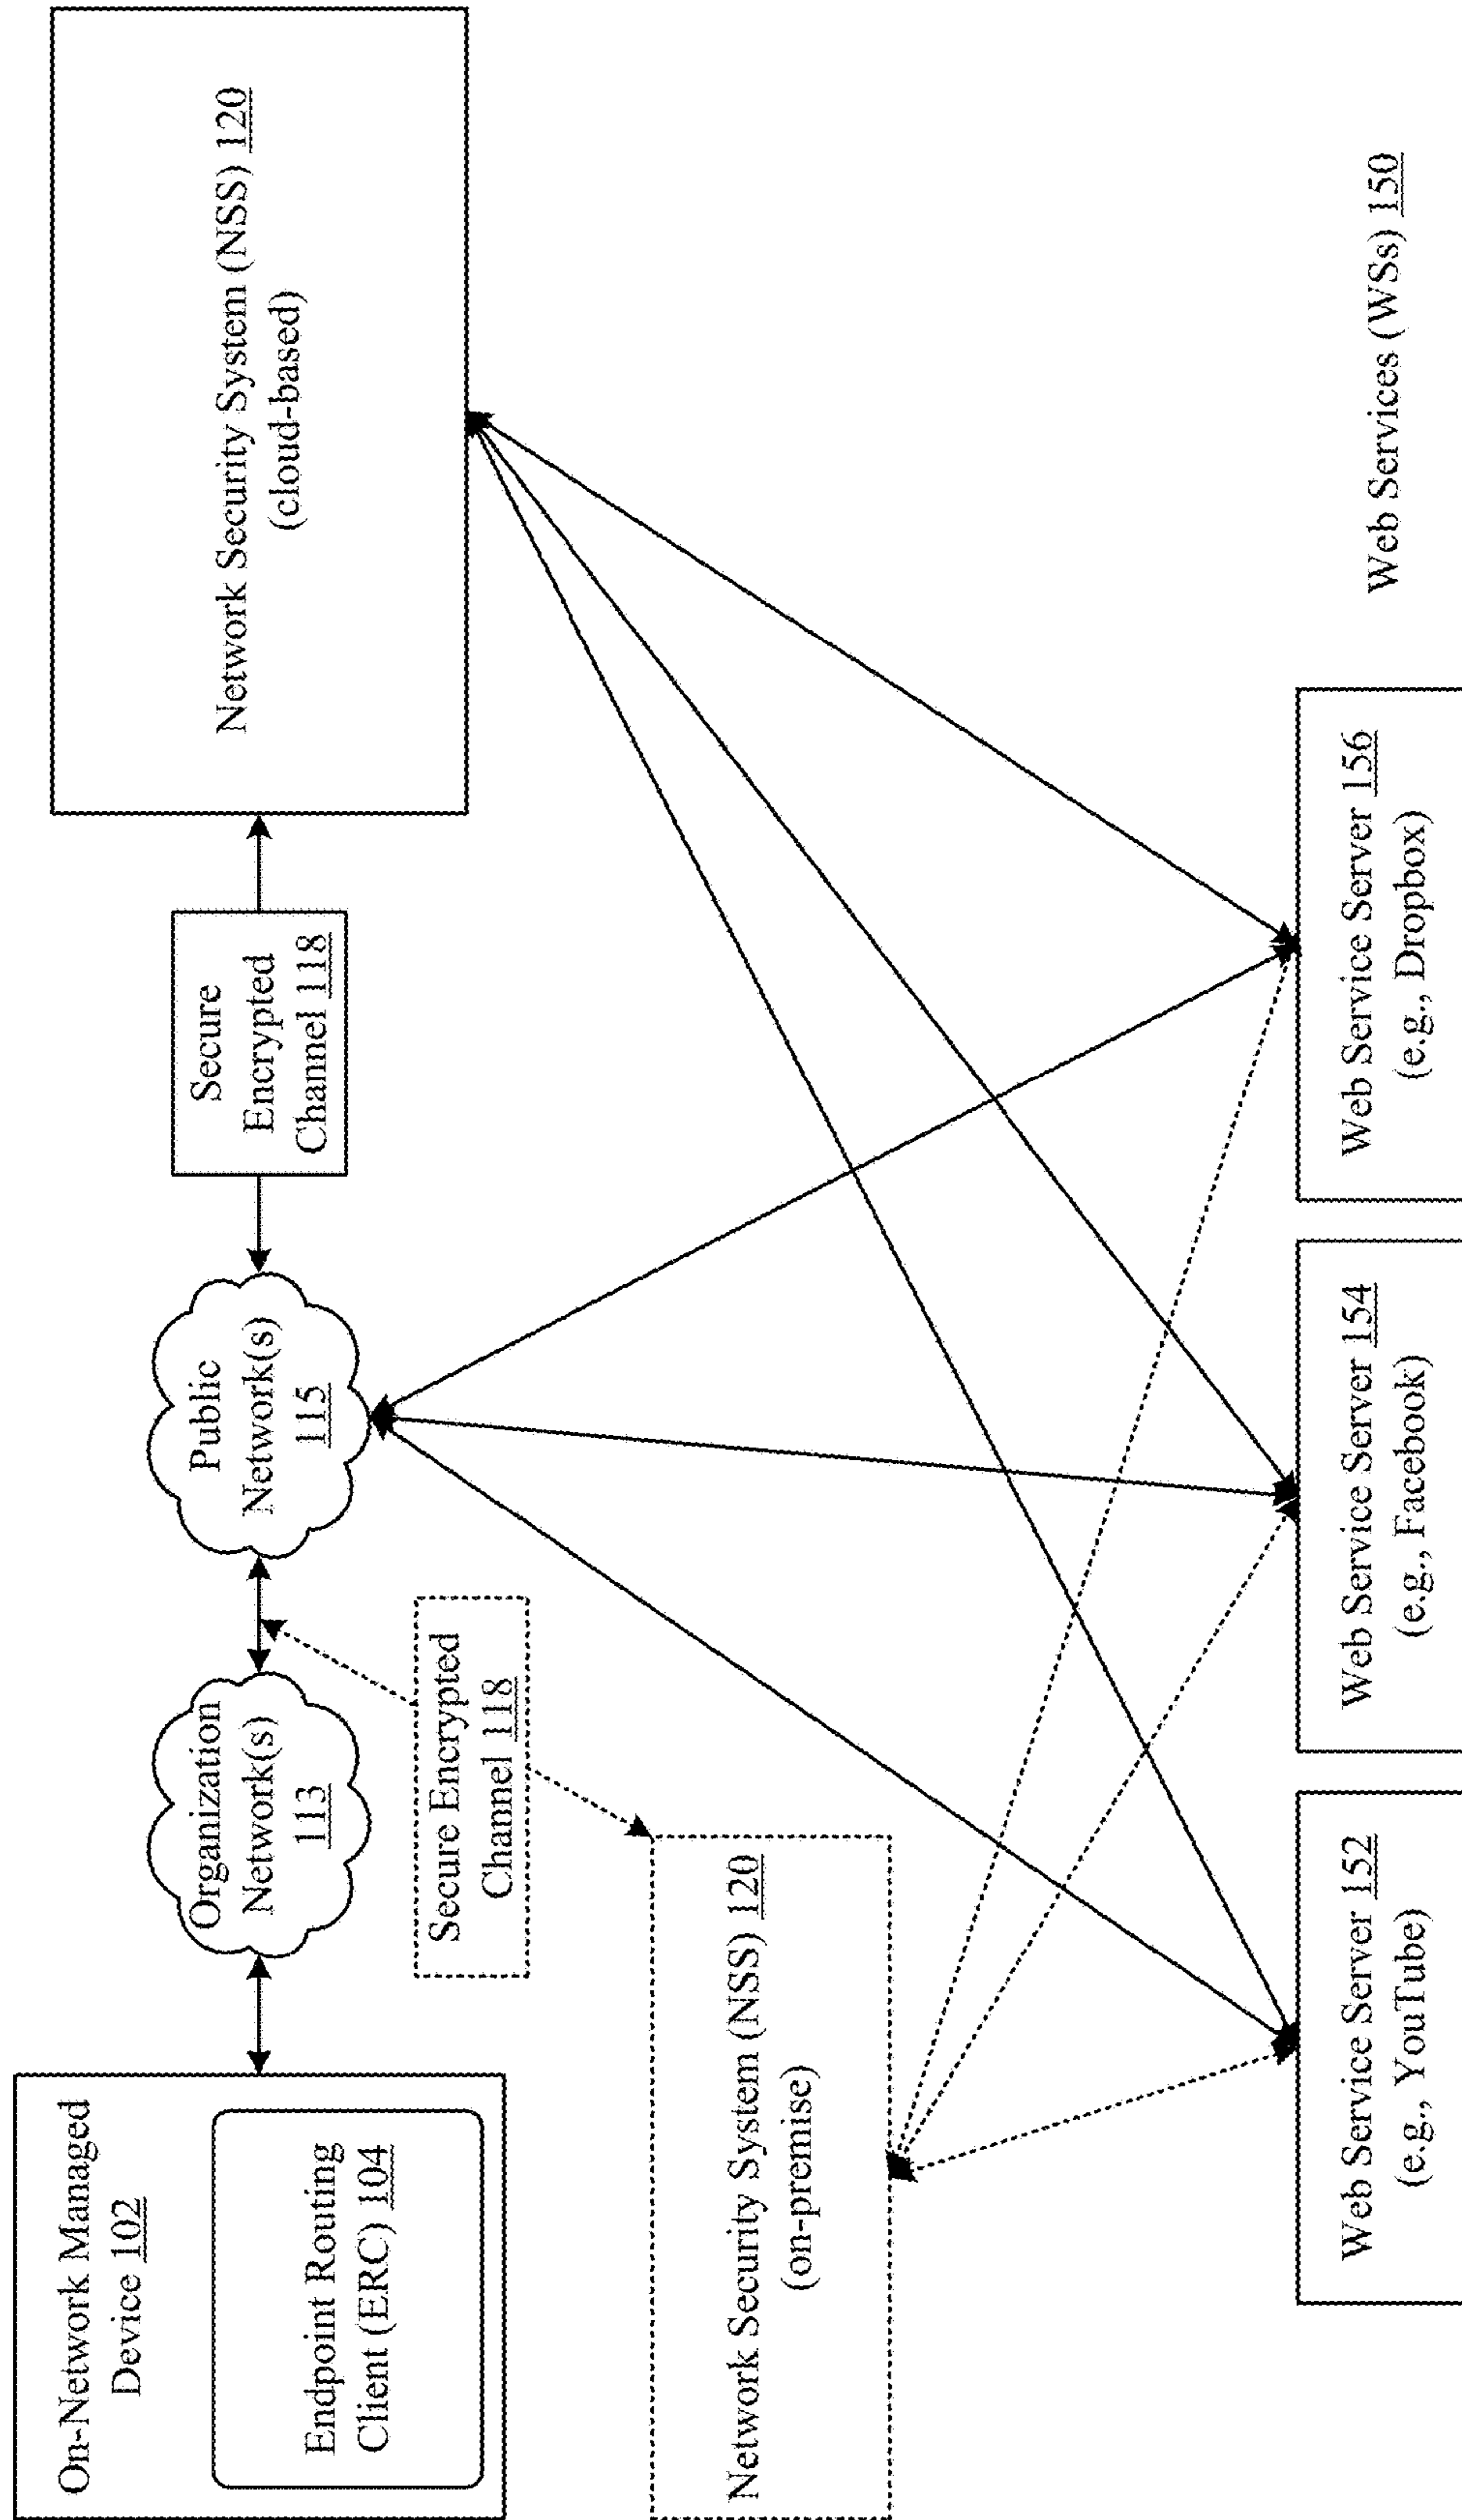 On-Network Managed
Device 102
Endpoint Routing
Client (ERC) 104
Organization
Network(s)
113
Public
Network(s)
115
Secure
Encrypted
Channel 118
Network Security System (NSS) 120
(cloud-based)
Secure Encrypted
Channel 118
Network Security System (NSS) 120
(on-premise)
Web Service Server 152
(e.g., YouTube)
Web Service Server 154
(e.g., Facebook)
Web Service Server 156
(e.g., Dropbox)
Web Services (WSs) 150